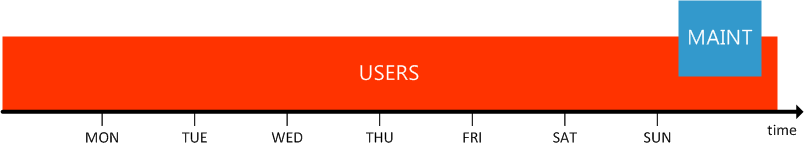 MAINT
USERS
MON TUE WED THU FRI SAT SUN
time